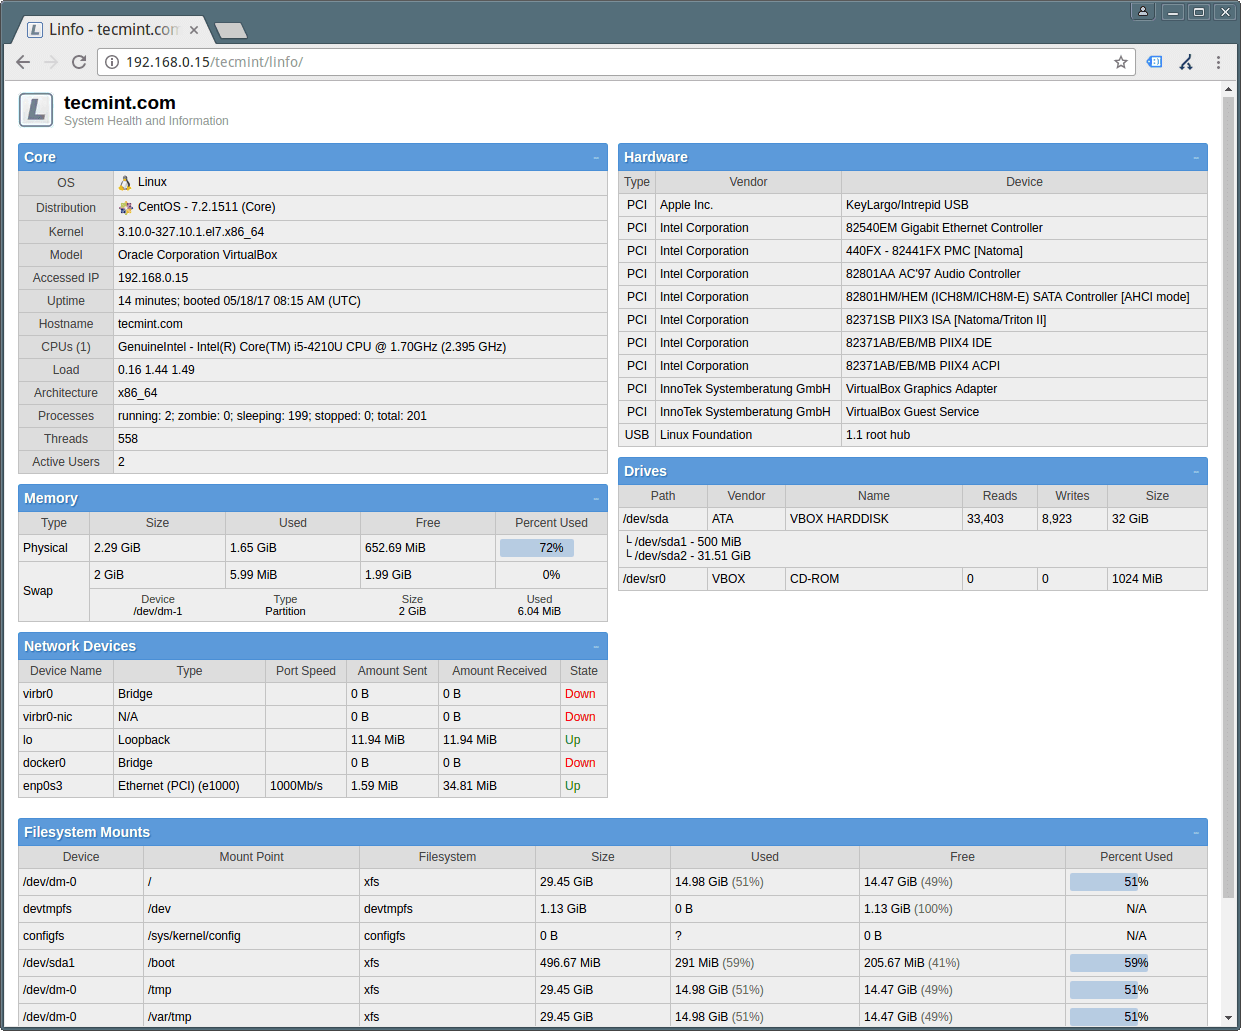 Linfo - tecmint.com
192.168.0.15/tecmint/linfo/
L tecmint.com
System Health and Information
Core
OS Linux
Distribution CentOS - 7.2.1511 (Core)
Kernel 3.10.0-327.10.1.el7.x86_64
Model Oracle Corporation VirtualBox
Accessed IP 192.168.0.15
Uptime 14 minutes; booted 05/18/17 08:15 AM (UTC)
Hostname tecmint.com
CPUs (1) GenuineIntel - Intel(R) Core(TM) i5-4210U CPU @ 1.70GHz (2.395 GHz)
Load 0.16 1.44 1.49
Architecture x86_64
Processes running: 2; zombie: 0; sleeping: 199; stopped: 0; total: 201
Threads 558
Active Users 2
Memory
Type Size Used Free Percent Used
Physical 2.29 GiB 1.65 GiB 652.69 MiB 72%
Swap 2 GiB 5.99 MiB 1.99 GiB 0%
Device Type Size Used
/dev/dm-1 Partition 2 GiB 6.04 MiB
Network Devices
Device Name Type Port Speed Amount Sent Amount Received State
virbr0 Bridge 0 B 0 B Down
virbr0-nic N/A 0 B 0 B Down
lo Loopback 11.94 MiB 11.94 MiB Up
docker0 Bridge 0 B 0 B Down
enp0s3 Ethernet (PCI) (e1000) 1000Mb/s 1.59 MiB 34.81 MiB Up
Hardware
Type Vendor Device
PCI Apple Inc. KeyLargo/Intrepid USB
PCI Intel Corporation 82540EM Gigabit Ethernet Controller
PCI Intel Corporation 440FX - 82441FX PMC [Natoma]
PCI Intel Corporation 82801AA AC'97 Audio Controller
PCI Intel Corporation 82801HM/HEM (ICH8M/ICH8M-E) SATA Controller [AHCI mode]
PCI Intel Corporation 82371SB PIIX3 ISA [Natoma/Triton II]
PCI Intel Corporation 82371AB/EB/MB PIIX4 IDE
PCI Intel Corporation 82371AB/EB/MB PIIX4 ACPI
PCI InnoTek Systemberatung GmbH VirtualBox Graphics Adapter
PCI InnoTek Systemberatung GmbH VirtualBox Guest Service
USB Linux Foundation 1.1 root hub
Drives
Path Vendor Name Reads Writes Size
/dev/sda ATA VBOX HARDDISK 33,403 8,923 32 GiB
└ /dev/sda1 - 500 MiB
└ /dev/sda2 - 31.51 GiB
/dev/sr0 VBOX CD-ROM 0 0 1024 MiB
Filesystem Mounts
Device Mount Point Filesystem Size Used Free Percent Used
/dev/dm-0 / xfs 29.45 GiB 14.98 GiB (51%) 14.47 GiB (49%) 51%
devtmpfs /dev devtmpfs 1.13 GiB 0 B 1.13 GiB (100%) N/A
configfs /sys/kernel/config configfs 0 B ? 0 B N/A
/dev/sda1 /boot xfs 496.67 MiB 291 MiB (59%) 205.67 MiB (41%) 59%
/dev/dm-0 /tmp xfs 29.45 GiB 14.98 GiB (51%) 14.47 GiB (49%) 51%
/dev/dm-0 /var/tmp xfs 29.45 GiB 14.98 GiB (51%) 14.47 GiB (49%) 51%